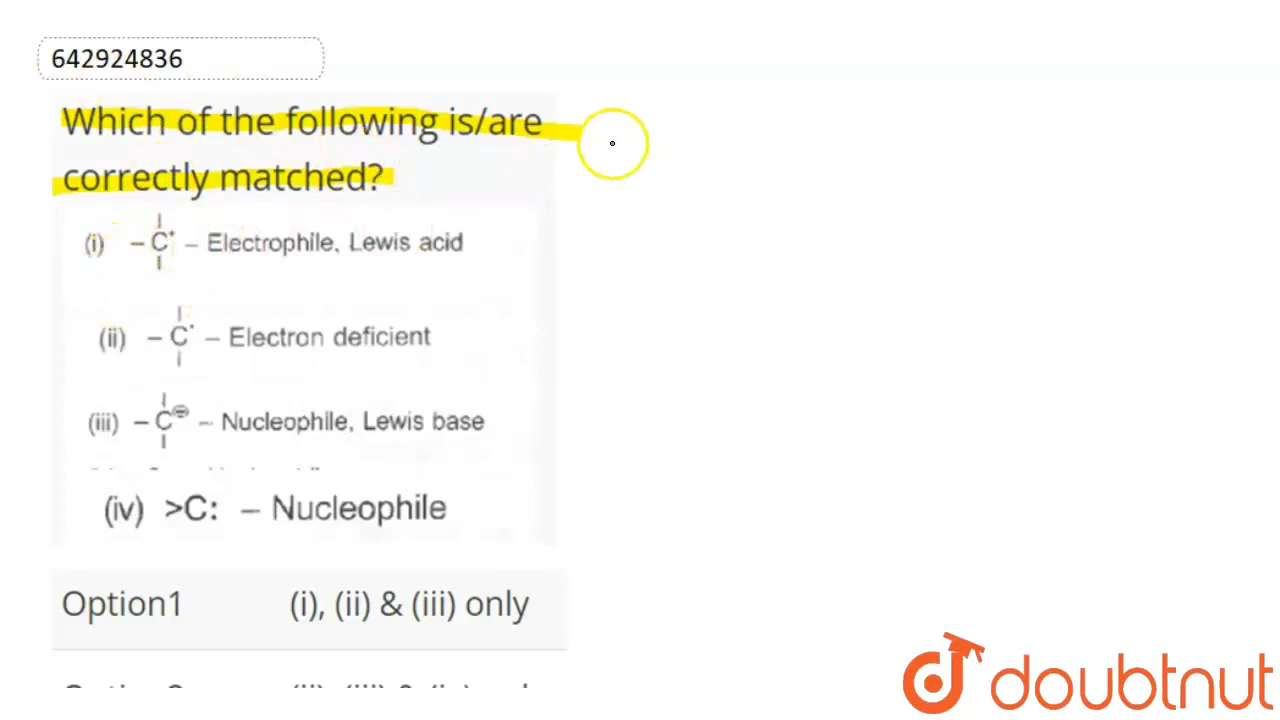 642924836
Which of the following is/are
correctly matched?
(i) –C⁺ – Electrophile, Lewis acid
(ii) –C· – Electron deficient
(iii) –C⊖ – Nucleophile, Lewis base
(iv) >C: – Nucleophile
Option1 (i), (ii) & (iii) only
doubtnut